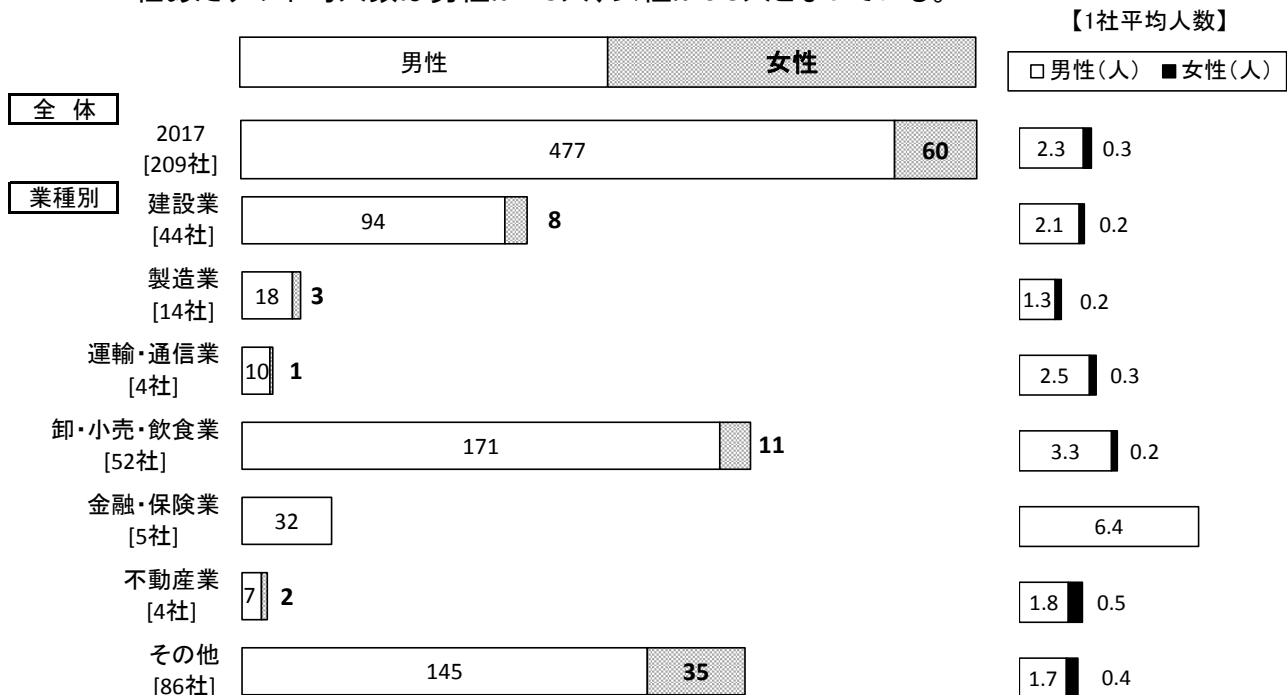 【1社平均人数】
男性 女性
□男性(人) ■女性(人)
全 体
2017
[209社]
477 60 2.3 0.3
業種別
建設業
[44社]
94 8 2.1 0.2
製造業
[14社]
18 3 1.3 0.2
運輸・通信業
[4社]
10 1 2.5 0.3
卸・小売・飲食業
[52社]
171 11 3.3 0.2
金融・保険業
[5社]
32 6.4
不動産業
[4社]
7 2 1.8 0.5
その他
[86社]
145 35 1.7 0.4